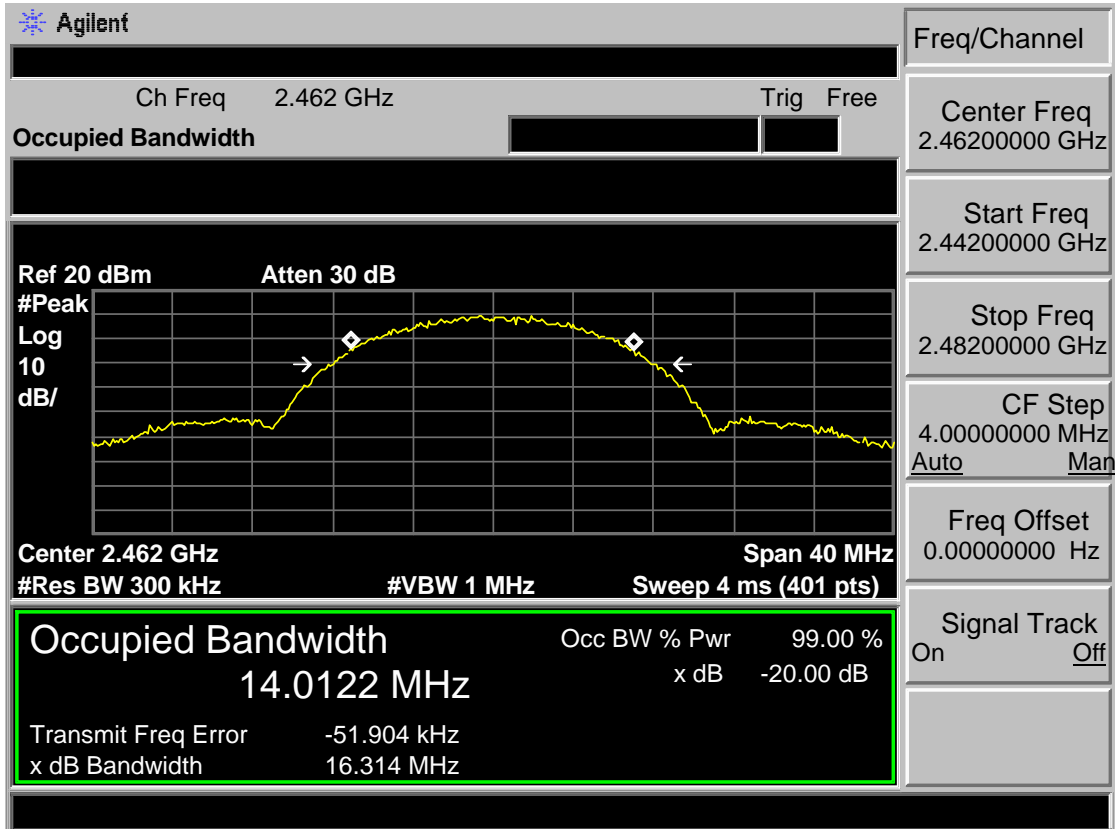 Agilent
Ch Freq 2.462 GHz Trig Free
Occupied Bandwidth
Ref 20 dBm Atten 30 dB
#Peak
Log
10
dB/
Center 2.462 GHz Span 40 MHz
#Res BW 300 kHz #VBW 1 MHz Sweep 4 ms (401 pts)
Occupied Bandwidth Occ BW % Pwr 99.00 %
14.0122 MHz x dB -20.00 dB
Transmit Freq Error -51.904 kHz
x dB Bandwidth 16.314 MHz
Freq/Channel
Center Freq
2.46200000 GHz
Start Freq
2.44200000 GHz
Stop Freq
2.48200000 GHz
CF Step
4.00000000 MHz
Auto Man
Freq Offset
0.00000000 Hz
Signal Track
On Off